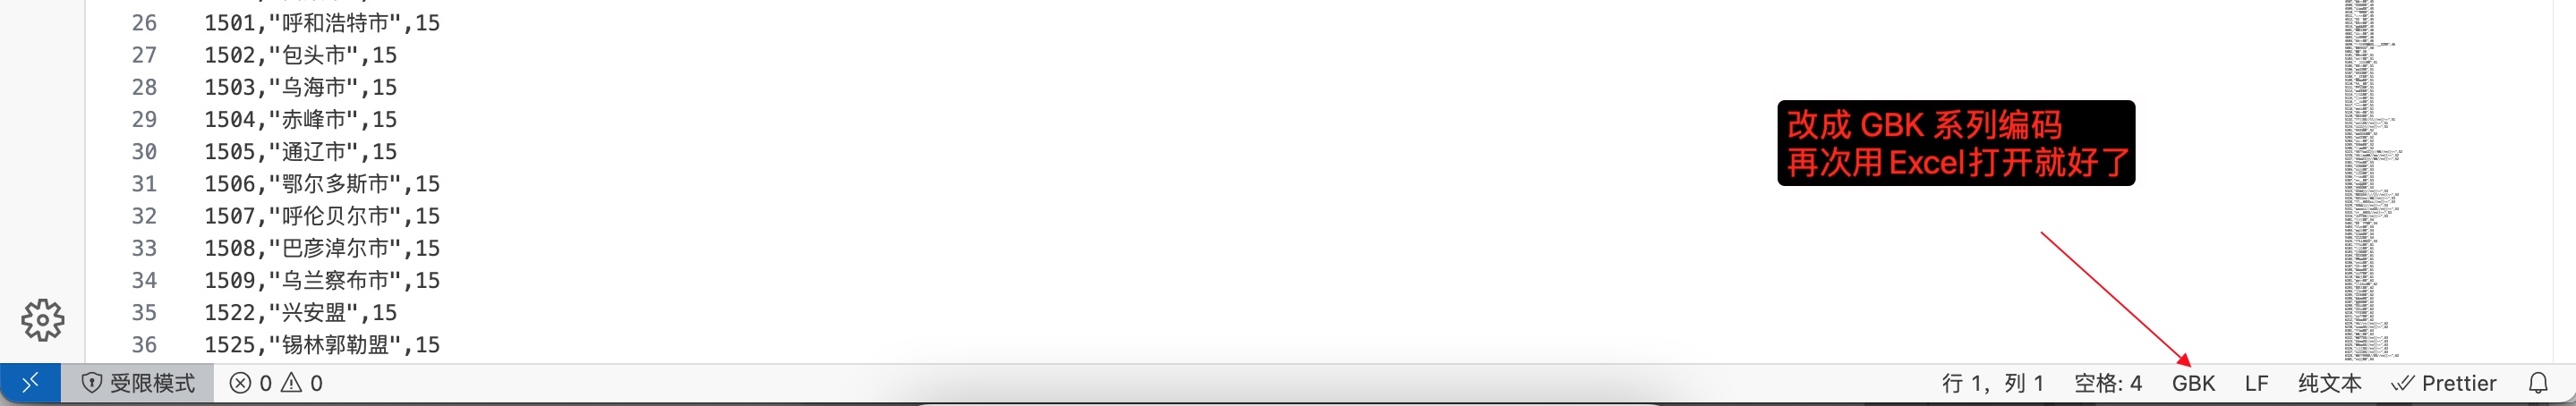 26 1501,"呼和浩特市",15
27 1502,"包头市",15
28 1503,"乌海市",15
29 1504,"赤峰市",15
30 1505,"通辽市",15
31 1506,"鄂尔多斯市",15
32 1507,"呼伦贝尔市",15
33 1508,"巴彦淖尔市",15
34 1509,"乌兰察布市",15
35 1522,"兴安盟",15
36 1525,"锡林郭勒盟",15
改成 GBK 系列编码
再次用Excel打开就好了
受限模式 0 0 行 1，列 1 空格: 4 GBK LF 纯文本 Prettier